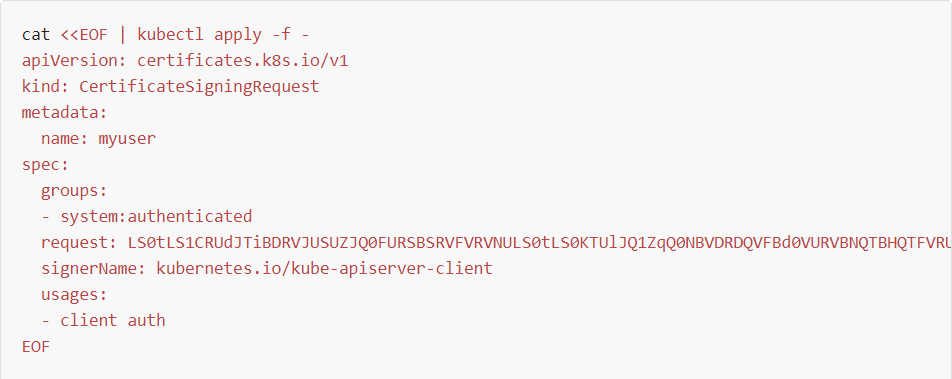 cat <<EOF | kubectl apply -f -
apiVersion: certificates.k8s.io/v1
kind: CertificateSigningRequest
metadata:
  name: myuser
spec:
  groups:
  - system:authenticated
  request: LS0tLS1CRUdJTiBDRVJUSUZJQ0FURSBSRVFVRVNULS0tLS0KTUlJQ1ZqQ0NBVDRDQVFBd0VURVBNQTBHQTFVRU
  signerName: kubernetes.io/kube-apiserver-client
  usages:
  - client auth
EOF